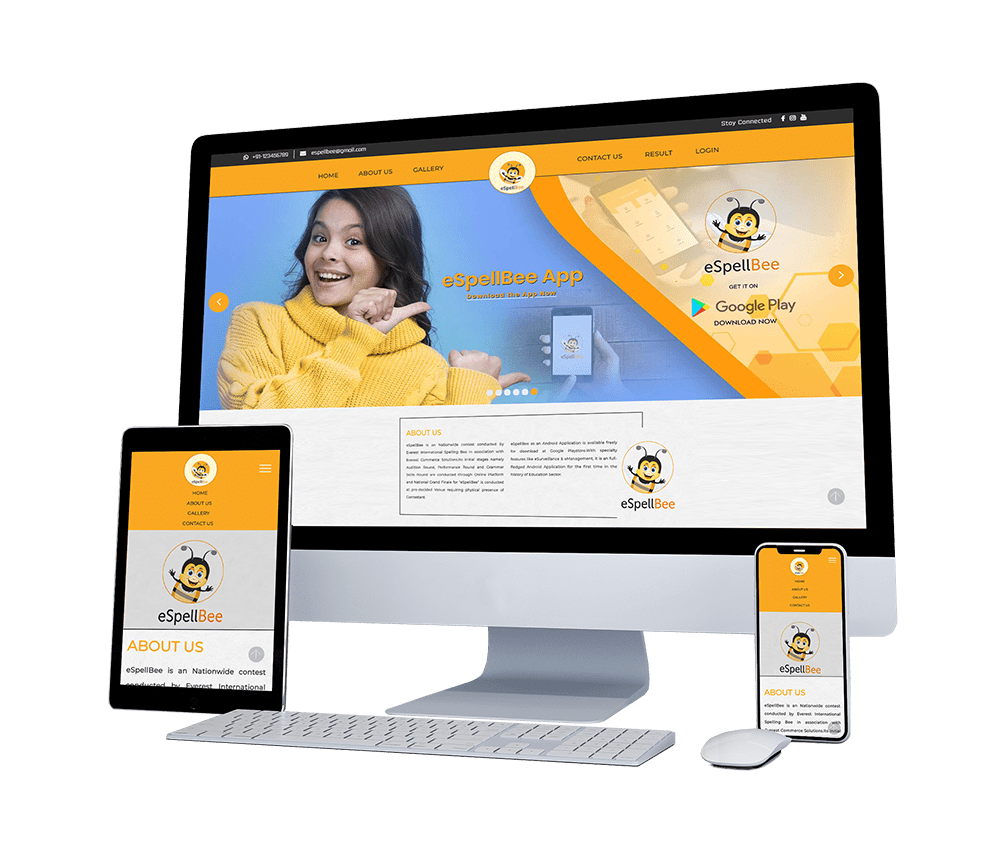 +91-123456789 espellbee@gmail.com
Stay Connected
HOME ABOUT US GALLERY
eSpellBee
CONTACT US RESULT LOGIN
eSpellBee App
Download the App Now
eSpellBee
eSpellBee
GET IT ON
Google Play
DOWNLOAD NOW
ABOUT US
eSpellBee is an Nationwide contest conducted by
Everest International Spelling Bee in association with
Everest Commerce Solutions.Its initial stages namely
Audition Round, Performance Round and Grammar
Skills Round are conducted through Online Platform
and National Grand Finale for "eSpellBee" is conducted
at pre-decided Venue requiring physical presence of
Contestant.
eSpellBee as an Android Application is available freely
for download at Google Playstore.With specialty
features like eSurveillance & eManagement, it is an full-
fledged Android Application for the first time in the
history of Education Sector.
eSpellBee
eSpellBee
HOME
ABOUT US
GALLERY
CONTACT US
eSpellBee
ABOUT US
eSpellBee is an Nationwide contest
conducted by Everest International
HOME
ABOUT US
GALLERY
CONTACT US
eSpellBee
ABOUT US
eSpellBee is an Nationwide contest
conducted by Everest International
Spelling Bee in association with
Everest Commerce Solutions.Its initial